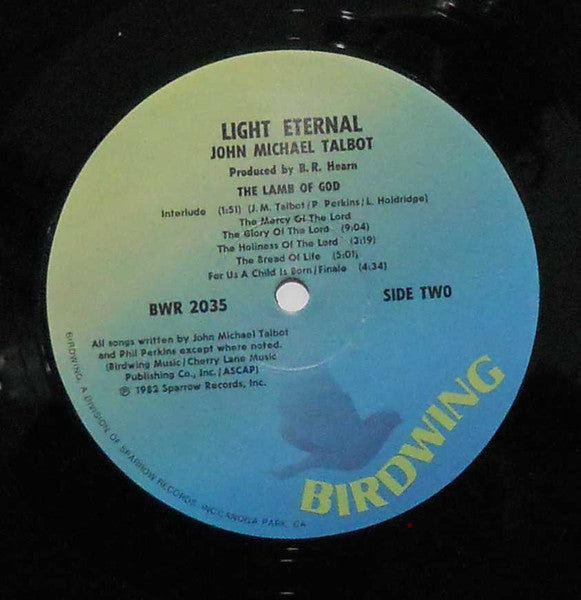 LIGHT ETERNAL
JOHN MICHAEL TALBOT
Produced by B.R. Hearn
THE LAMB OF GOD
Interlude (1:51) (J.M. Talbot/P. Perkins/L. Holdridge)
The Mercy Of The Lord
The Glory Of The Lord (9:04)
The Holiness Of The Lord (3:19)
The Bread Of Life (5:01)
For Us A Child Is Born/Finale (4:34)
BWR 2035
SIDE TWO
All songs written by John Michael Talbot
and Phil Perkins except where noted.
(Birdwing Music/Cherry Lane Music
Publishing Co., Inc./ASCAP)
℗ 1982 Sparrow Records, Inc.
BIRDWING, A DIVISION OF SPARROW RECORDS, INC. CANOGA PARK, CA
BIRDWING